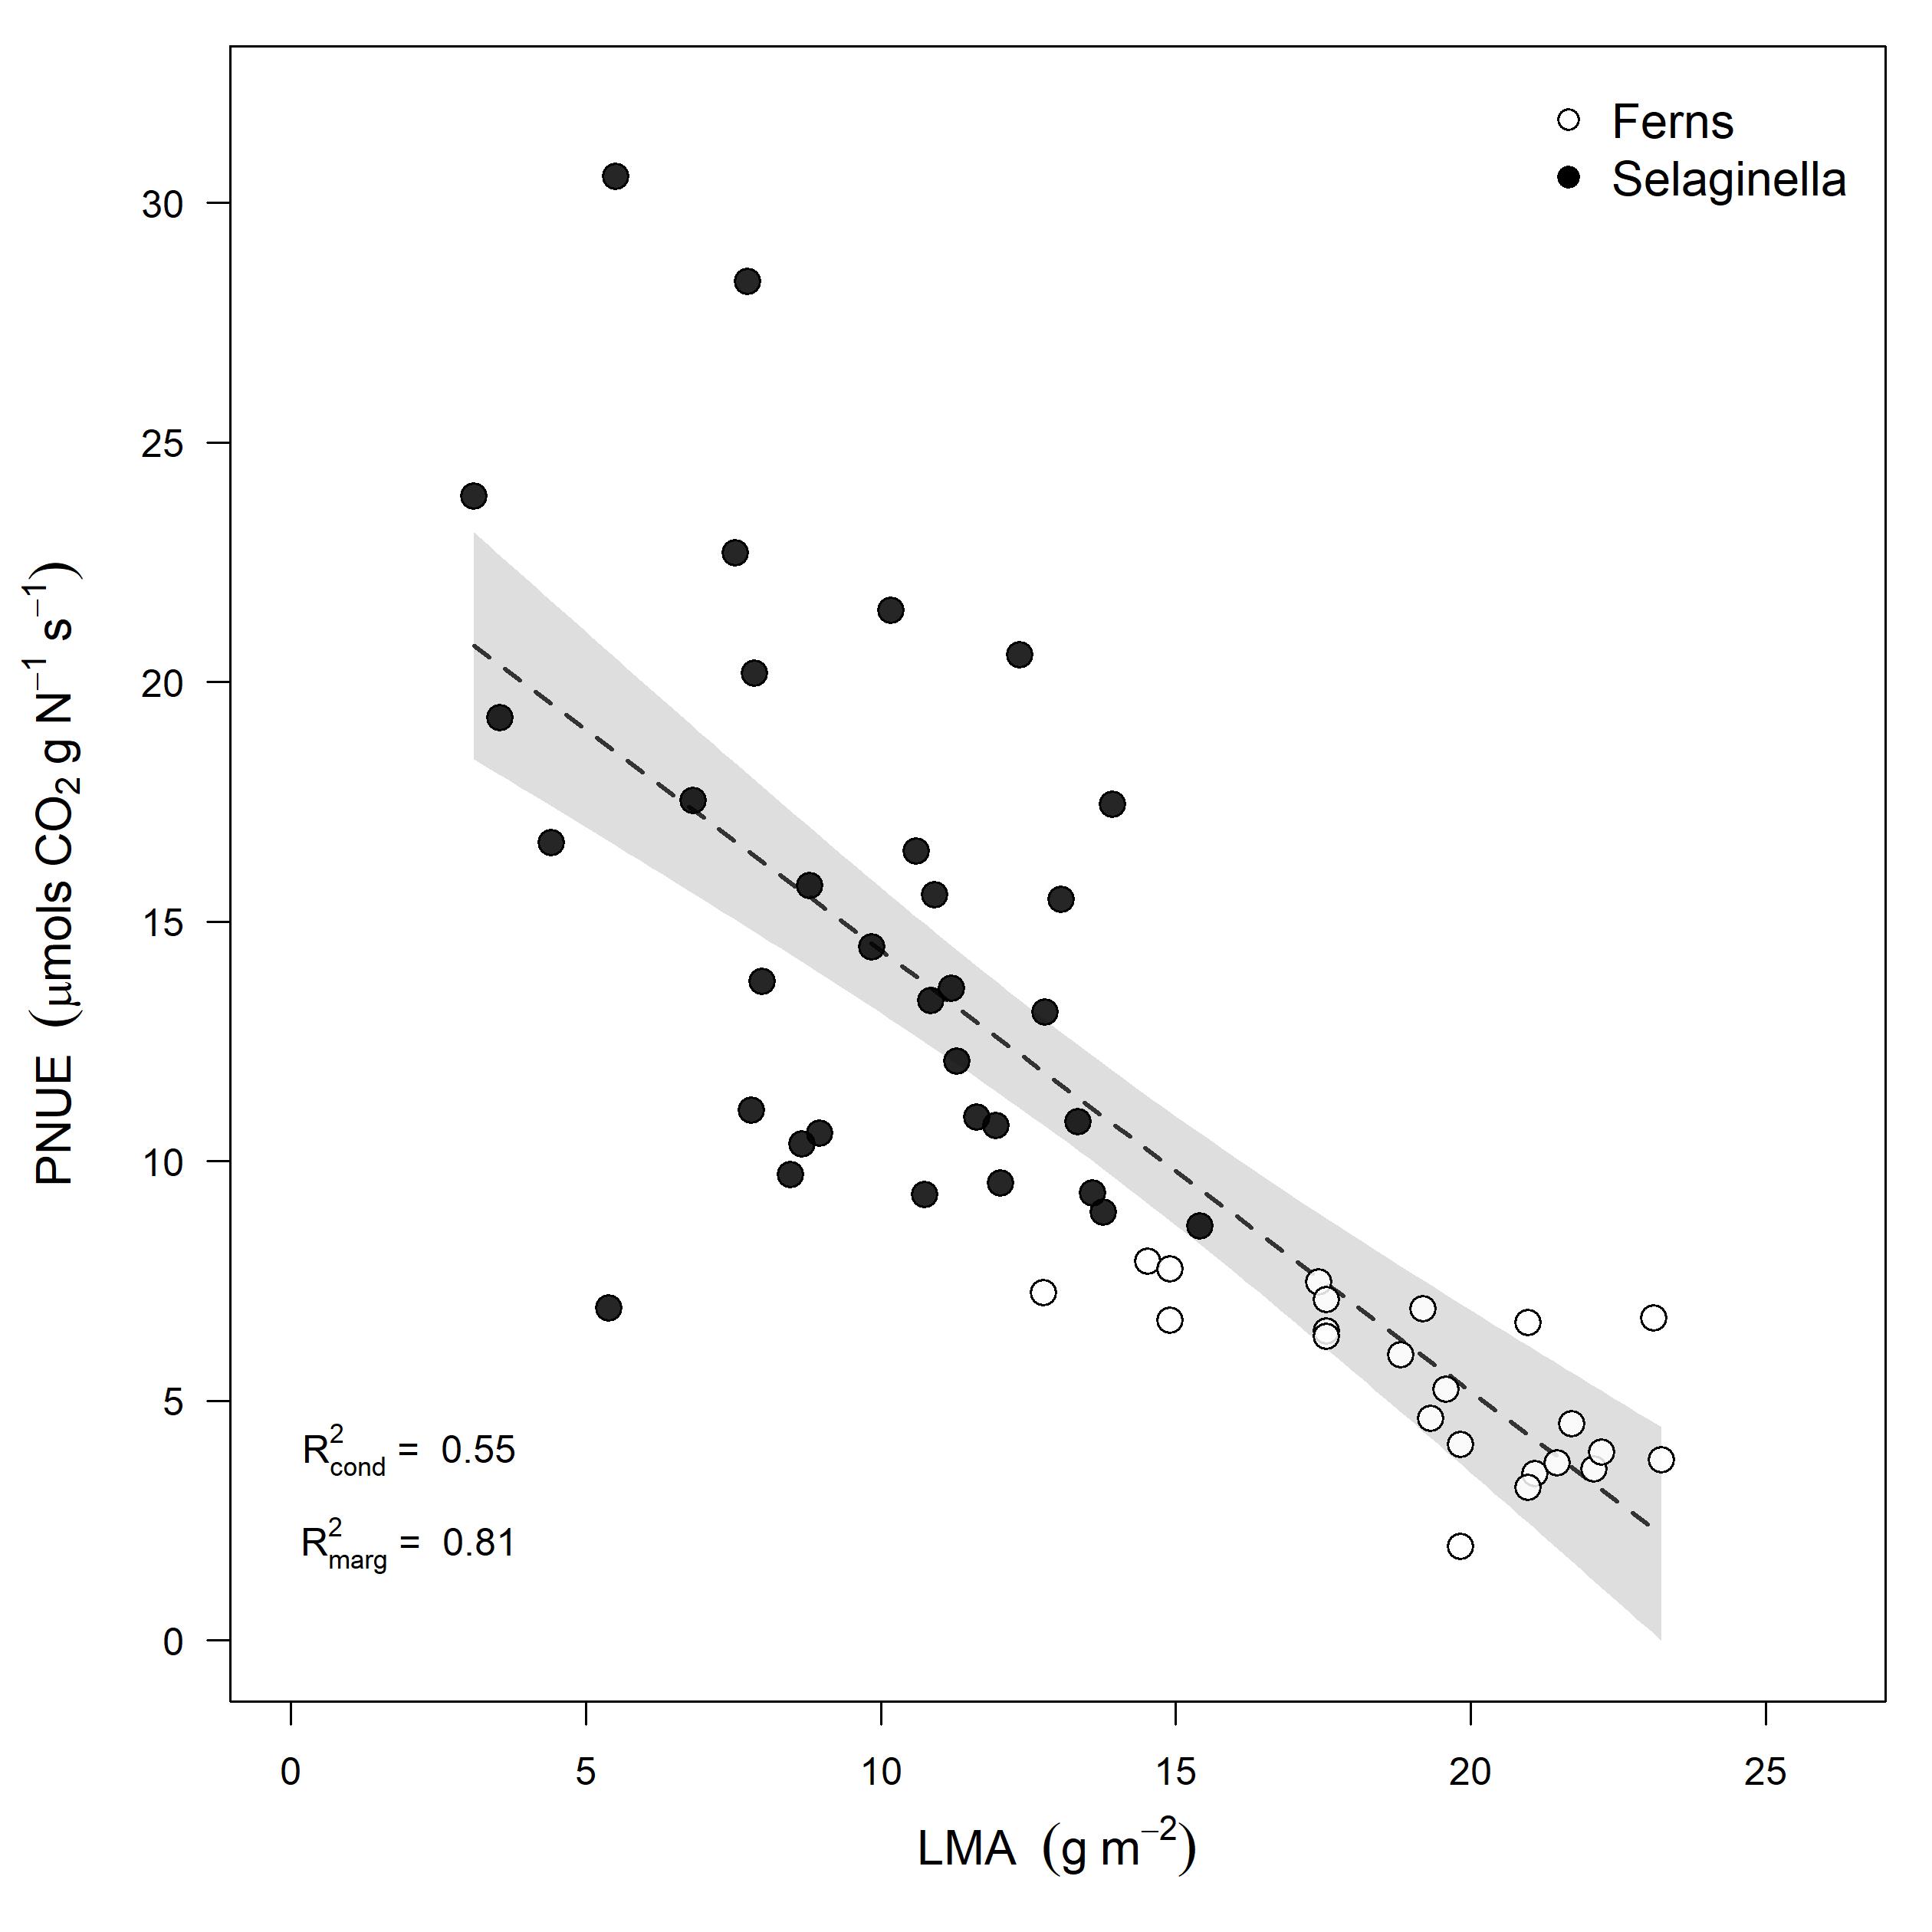 Ferns
Selaginella
30
25
20
15
10
5
0
PNUE (μmols CO₂ g N⁻¹ s⁻¹)
R²cond = 0.55
R²marg = 0.81
0 5 10 15 20 25
LMA (g m⁻²)